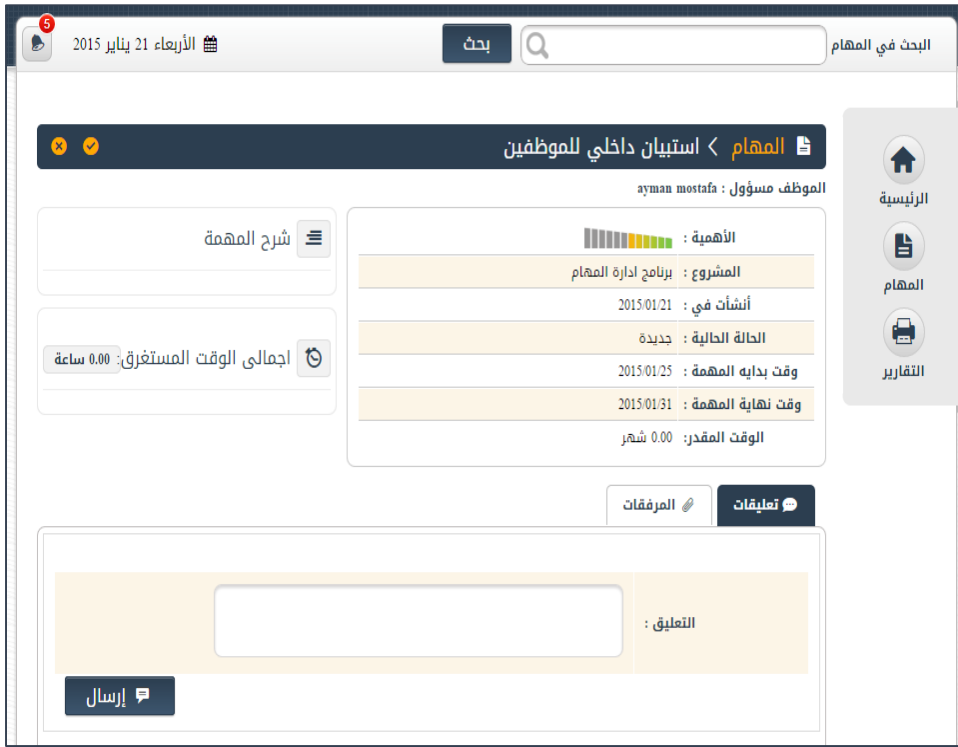 البحث في المهام
بحث
الأربعاء 21 يناير 2015
5
الرئيسية
المهام
التقارير
المهام > استبيان داخلي للموظفين
الموظف مسؤول : ayman mostafa
الأهمية :
المشروع : برنامج ادارة المهام
أنشأت في : 2015/01/21
الحالة الحالية : جديدة
وقت بدايه المهمة : 2015/01/25
وقت نهاية المهمة : 2015/01/31
الوقت المقدر: 0.00 شهر
شرح المهمة
اجمالى الوقت المستغرق: 0.00 ساعة
تعليقات
المرفقات
التعليق :
إرسال